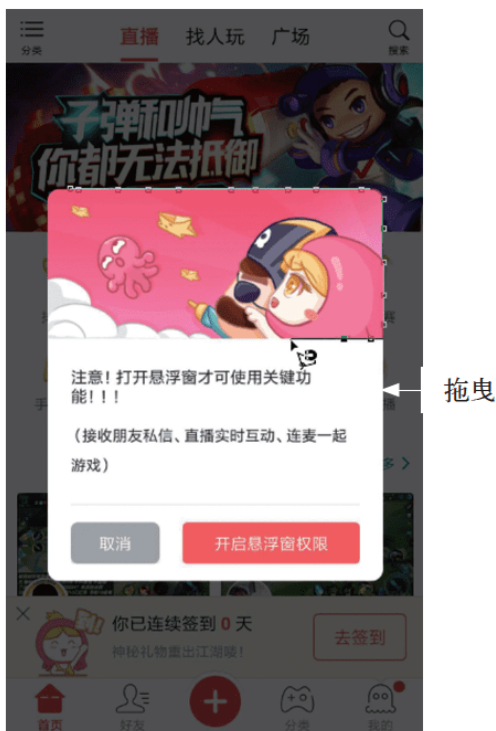 分类
直播
找人玩
广场
搜索
子弹和帅气
你都无法抵御
注意！打开悬浮窗才可使用关键功
能！！！
（接收朋友私信、直播实时互动、连麦一起
游戏）
拖曳
多 >
取消
开启悬浮窗权限
你已连续签到 0 天
神秘礼物重出江湖喽！
去签到
首页
好友
分类
我的